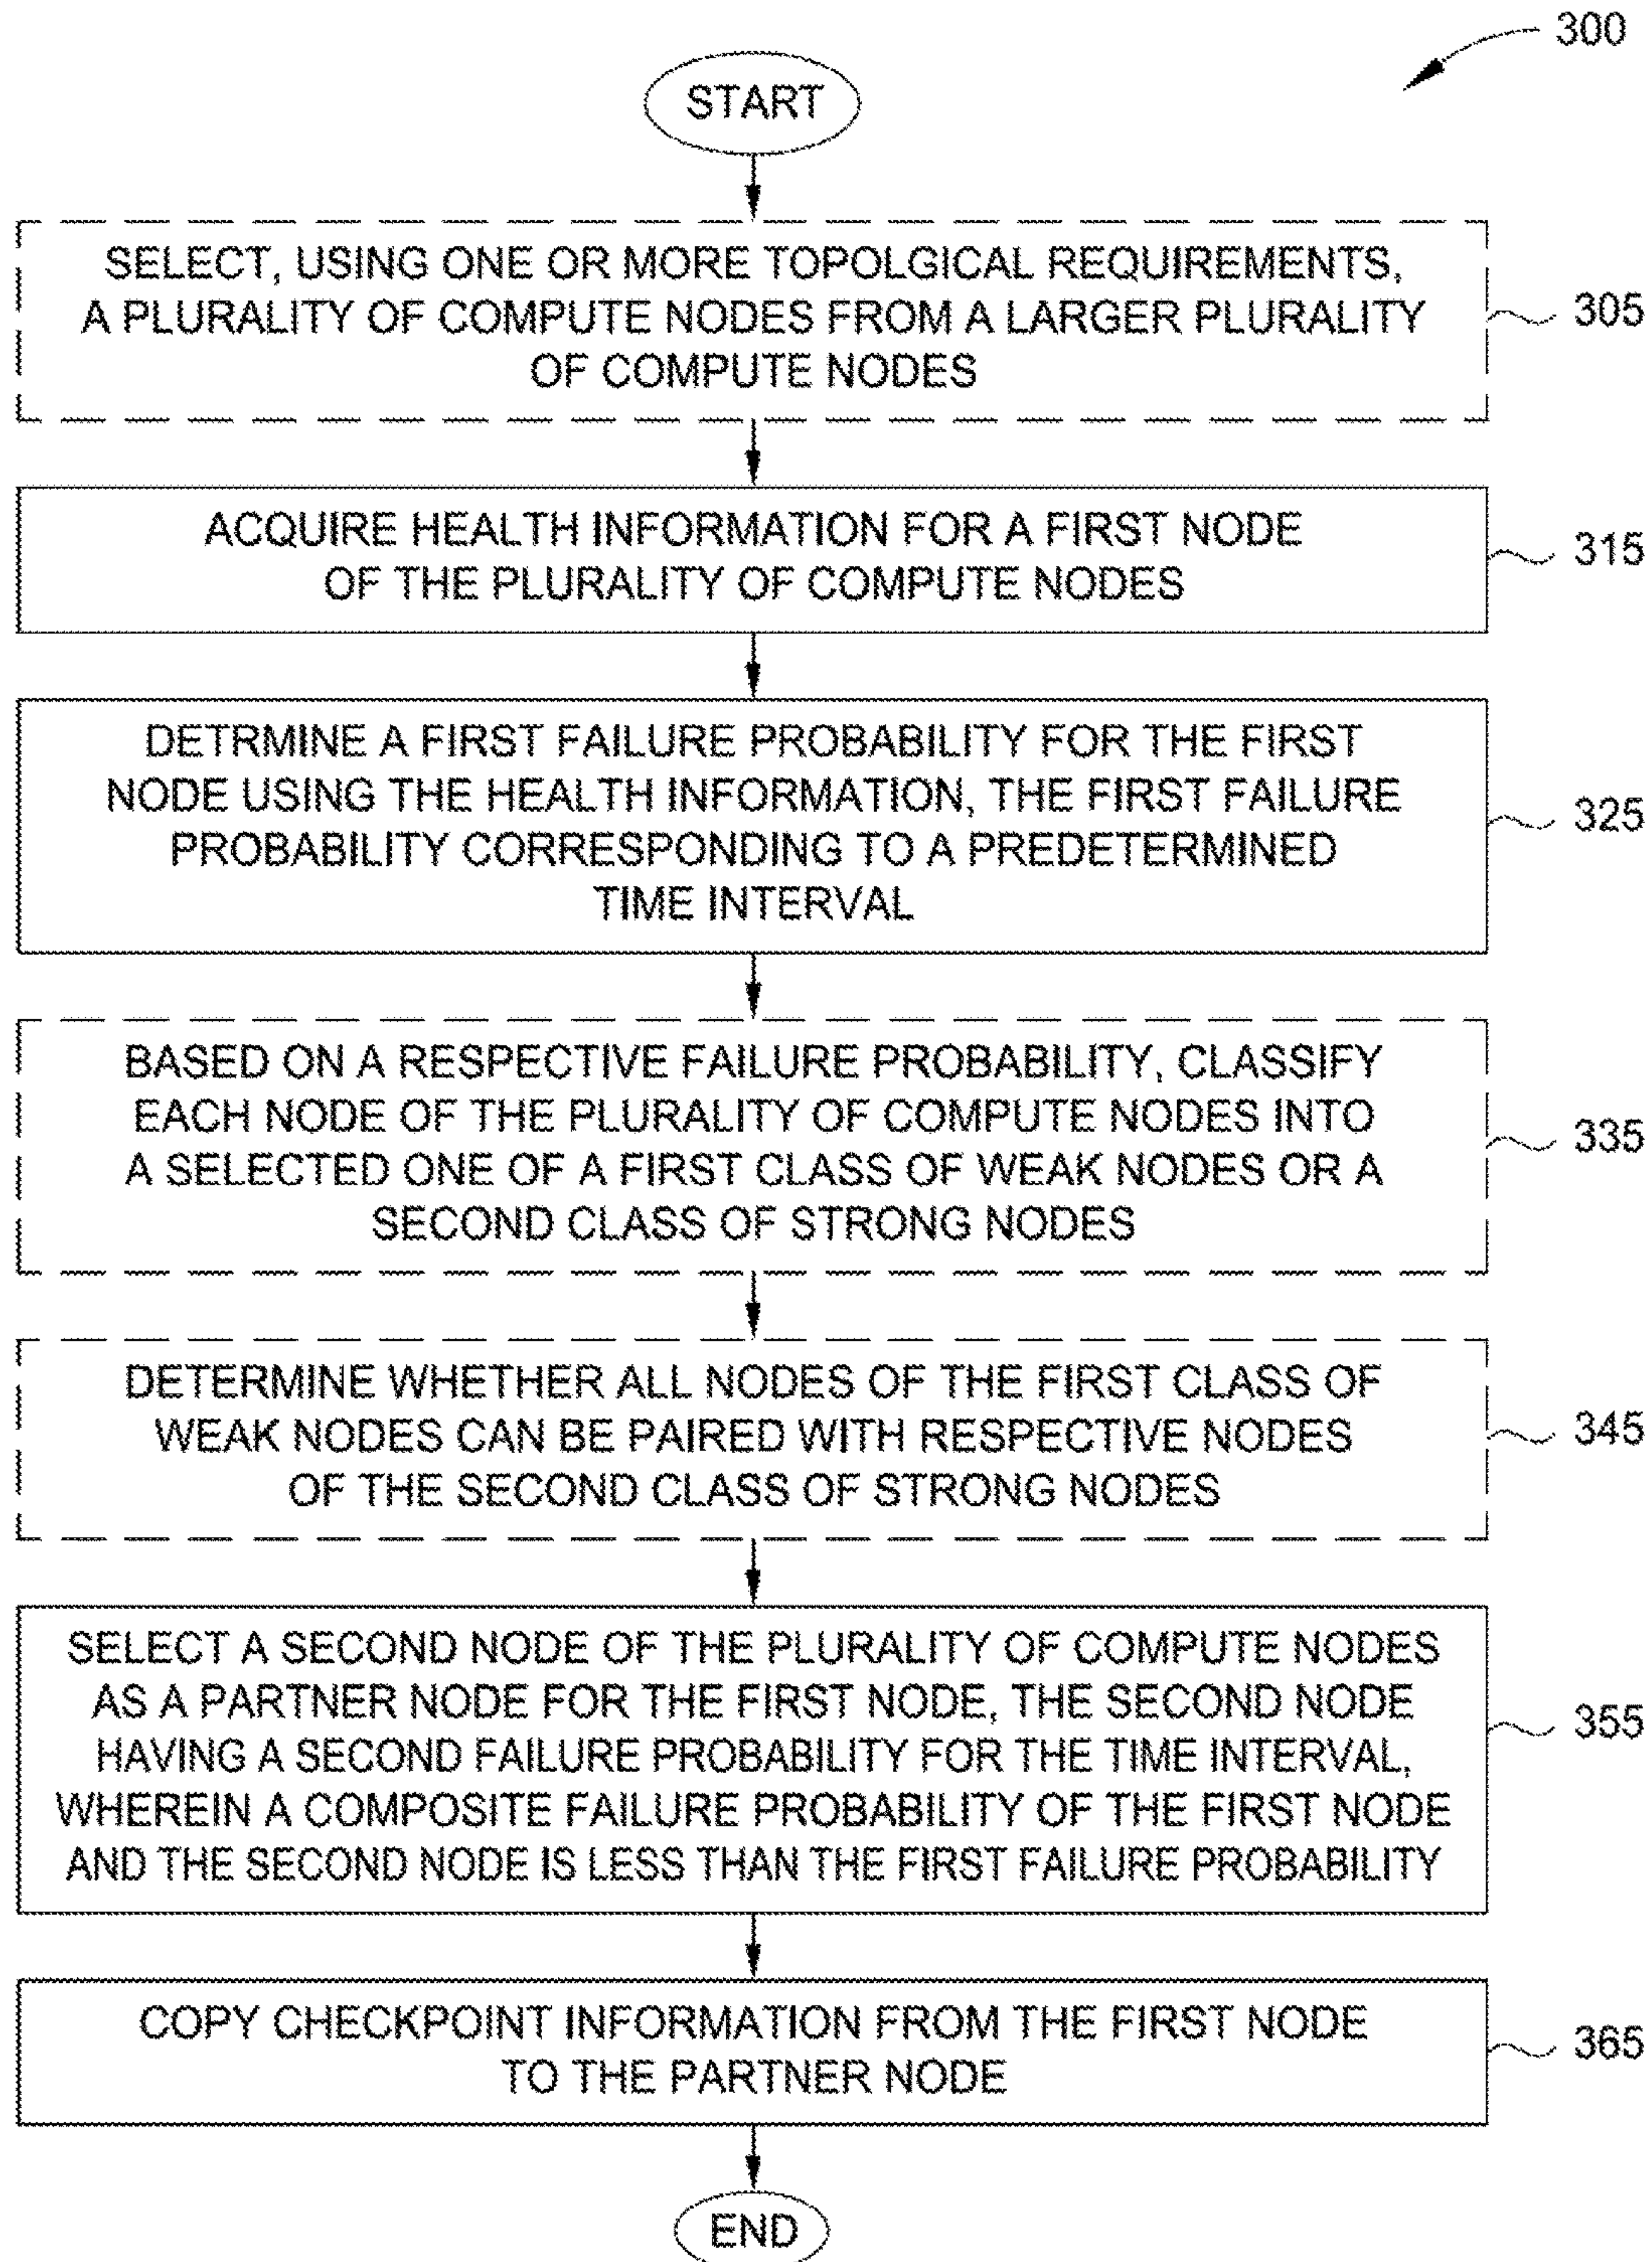 300
START
SELECT, USING ONE OR MORE TOPOLGICAL REQUIREMENTS,
A PLURALITY OF COMPUTE NODES FROM A LARGER PLURALITY
OF COMPUTE NODES
305
ACQUIRE HEALTH INFORMATION FOR A FIRST NODE
OF THE PLURALITY OF COMPUTE NODES
315
DETRMINE A FIRST FAILURE PROBABILITY FOR THE FIRST
NODE USING THE HEALTH INFORMATION, THE FIRST FAILURE
PROBABILITY CORRESPONDING TO A PREDETERMINED
TIME INTERVAL
325
BASED ON A RESPECTIVE FAILURE PROBABILITY, CLASSIFY
EACH NODE OF THE PLURALITY OF COMPUTE NODES INTO
A SELECTED ONE OF A FIRST CLASS OF WEAK NODES OR A
SECOND CLASS OF STRONG NODES
335
DETERMINE WHETHER ALL NODES OF THE FIRST CLASS OF
WEAK NODES CAN BE PAIRED WITH RESPECTIVE NODES
OF THE SECOND CLASS OF STRONG NODES
345
SELECT A SECOND NODE OF THE PLURALITY OF COMPUTE NODES
AS A PARTNER NODE FOR THE FIRST NODE, THE SECOND NODE
HAVING A SECOND FAILURE PROBABILITY FOR THE TIME INTERVAL,
WHEREIN A COMPOSITE FAILURE PROBABILITY OF THE FIRST NODE
AND THE SECOND NODE IS LESS THAN THE FIRST FAILURE PROBABILITY
355
COPY CHECKPOINT INFORMATION FROM THE FIRST NODE
TO THE PARTNER NODE
365
END